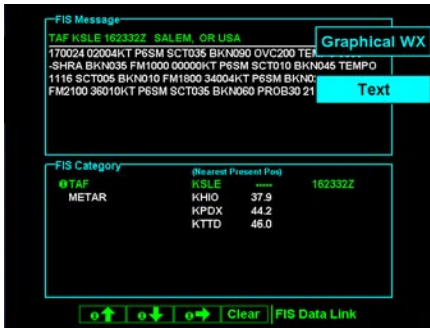 FIS Message
TAF KSLE 162332Z SALEM, OR USA
Graphical WX
170024 02004KT P6SM SCT035 BKN090 OVC200
-SHRA BKN035 FM1000 00000KT P6SM SCT010 BKN045 TEMPO
1116 SCT005 BKN010 FM1800 34004KT P6SM
FM2100 36010KT P6SM SCT035 BKN060 PROB30 21
Text
FIS Category
(Nearest Present Pos)
TAF KSLE ----- 162332Z
METAR KHIO 37.9
KPDX 44.2
KTTD 46.0
Clear FIS Data Link